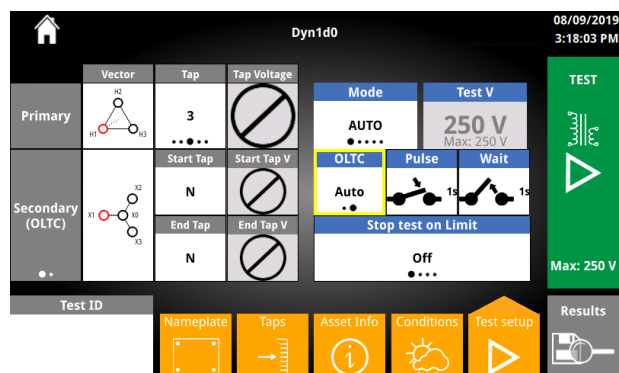 Dyn1d0
08/09/2019
3:18:03 PM
Vector
Tap
Tap Voltage
Primary
H2
H1
H3
3
Mode
AUTO
Test V
250 V
Max: 250 V
TEST
Max: 250 V
Secondary
(OLTC)
X2
X1
X0
X3
Start Tap
N
Start Tap V
End Tap
N
End Tap V
OLTC
Auto
Pulse
1s
Wait
1s
Stop test on Limit
Off
Test ID
Nameplate
Taps
Asset Info
i
Conditions
Test setup
Results